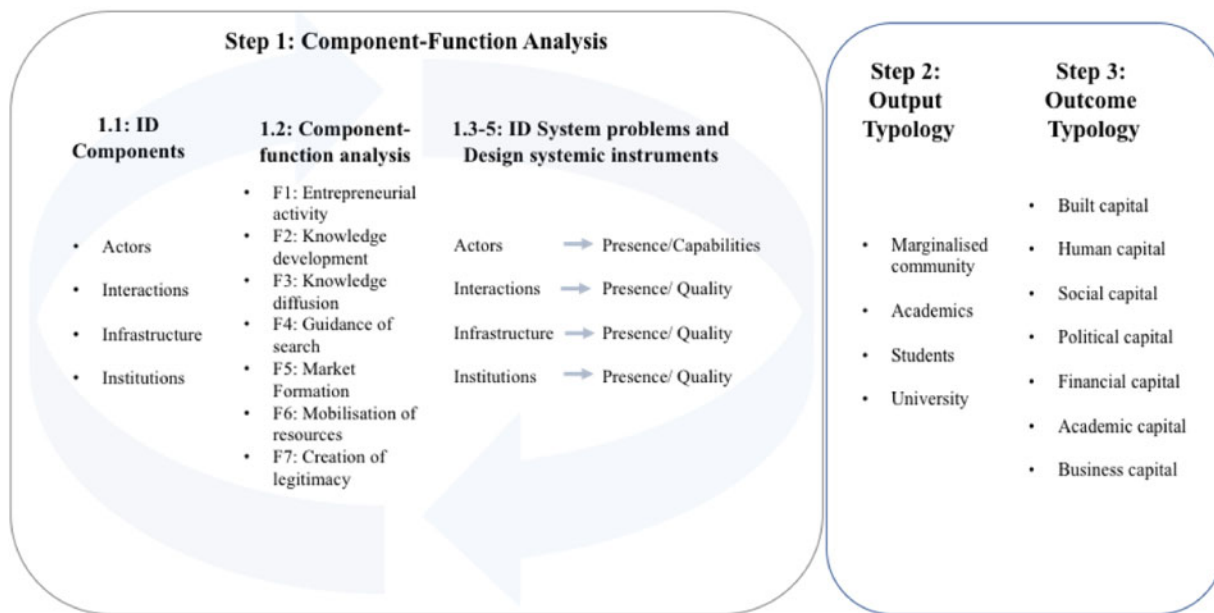 Step 1: Component-Function Analysis
1.1: ID
Components
• Actors
• Interactions
• Infrastructure
• Institutions
1.2: Component-
function analysis
• F1: Entrepreneurial
activity
• F2: Knowledge
development
• F3: Knowledge
diffusion
• F4: Guidance of
search
• F5: Market
Formation
• F6: Mobilisation of
resources
• F7: Creation of
legitimacy
1.3-5: ID System problems and
Design systemic instruments
Actors Presence/Capabilities
Interactions Presence/ Quality
Infrastructure Presence/ Quality
Institutions Presence/ Quality
Step 2:
Output
Typology
• Marginalised
community
• Academics
• Students
• University
Step 3:
Outcome
Typology
• Built capital
• Human capital
• Social capital
• Political capital
• Financial capital
• Academic capital
• Business capital